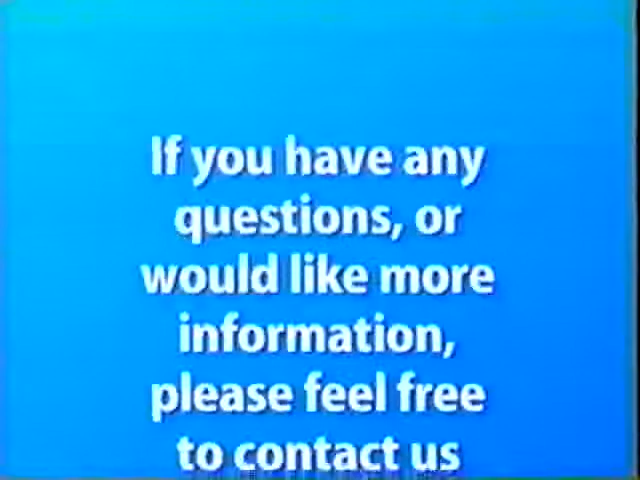 If you have any
questions, or
would like more
information,
please feel free
to contact us